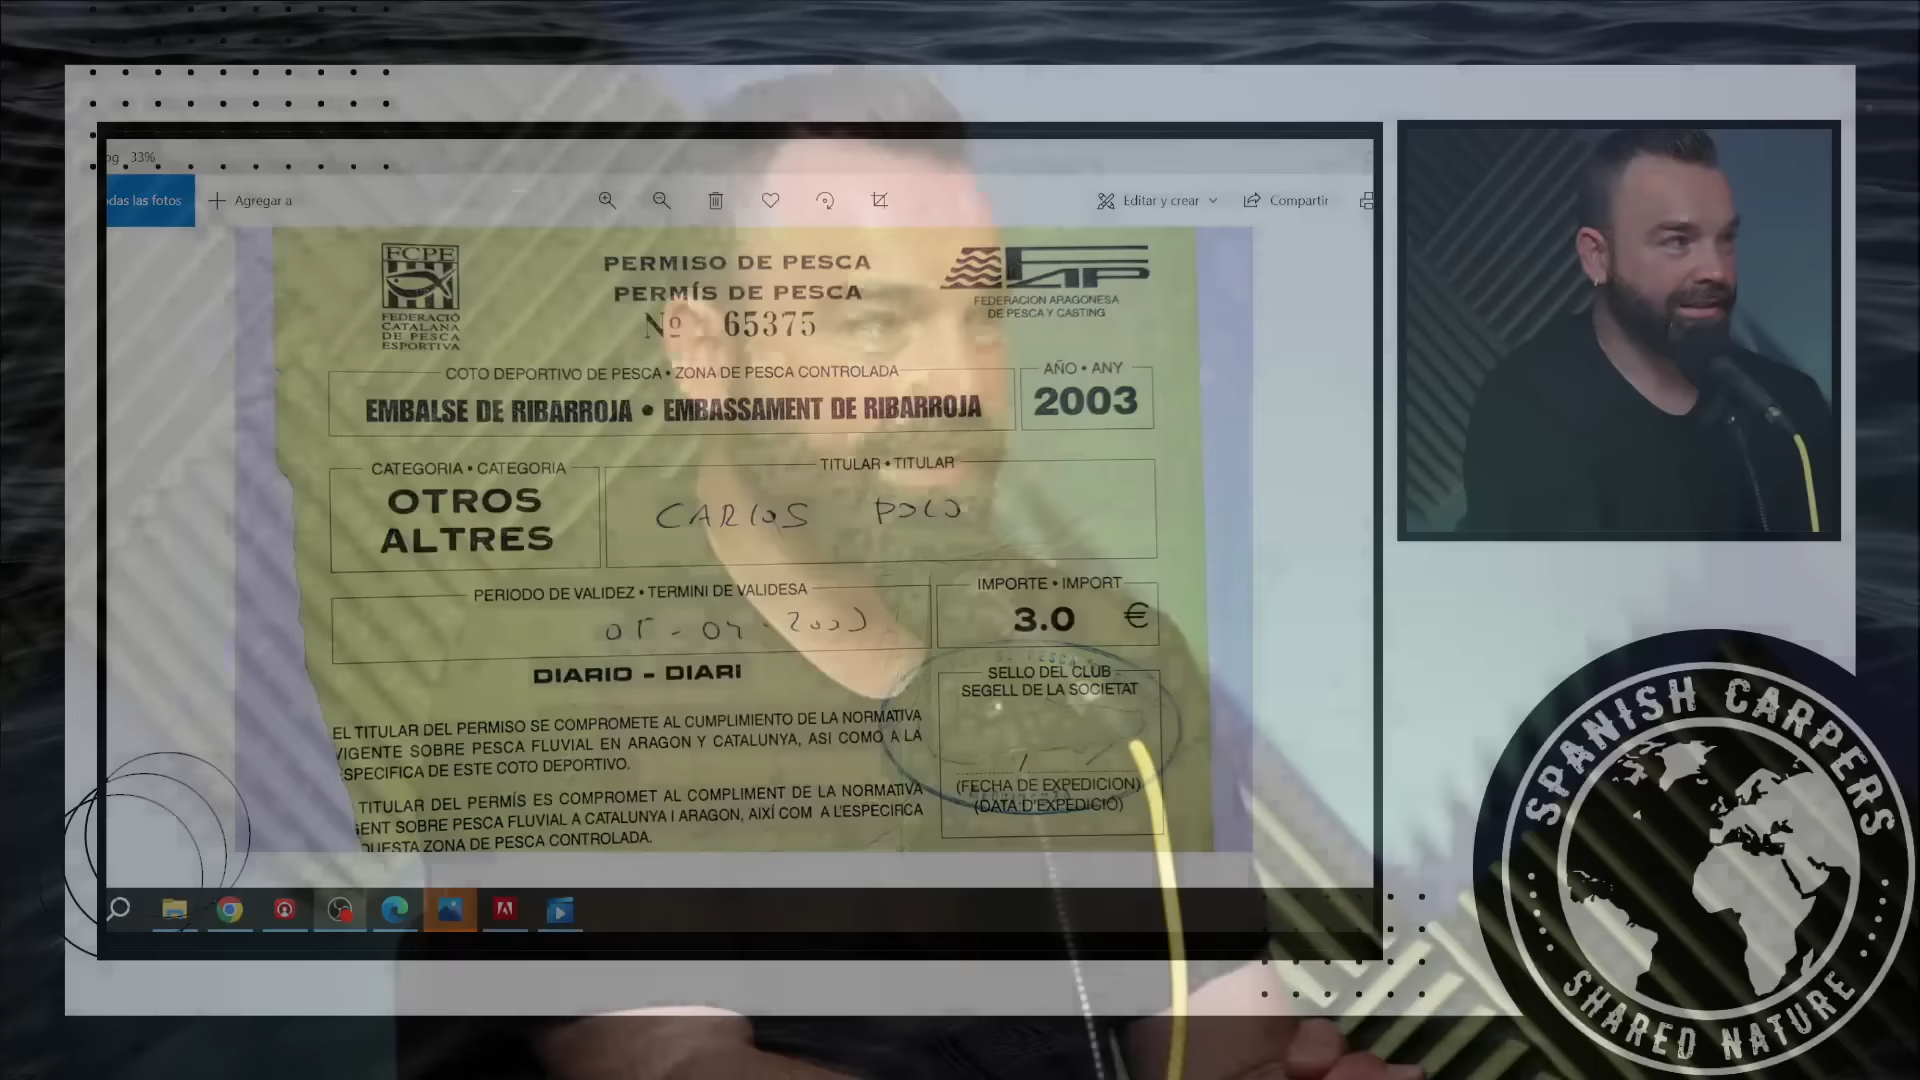 og 33%
das las fotos
Agregar a
Editar y crear
Compartir
FCPE
FEDERACIÓ
CATALANA
DE PESCA
ESPORTIVA
PERMISO DE PESCA
PERMÍS DE PESCA
Nº 65375
FAP
FEDERACION ARAGONESA
DE PESCA Y CASTING
COTO DEPORTIVO DE PESCA • ZONA DE PESCA CONTROLADA
EMBALSE DE RIBARROJA • EMBASSAMENT DE RIBARROJA
AÑO • ANY
2003
CATEGORIA • CATEGORIA
OTROS
ALTRES
TITULAR • TITULAR
CARLOS POLO
PERIODO DE VALIDEZ • TERMINI DE VALIDESA
2003
IMPORTE • IMPORT
3.0 €
DIARIO - DIARI
SELLO DEL CLUB
SEGELL DE LA SOCIETAT
EL TITULAR DEL PERMISO SE COMPROMETE AL CUMPLIMIENTO DE LA NORMATIVA
VIGENTE SOBRE PESCA FLUVIAL EN ARAGON Y CATALUNYA, ASI COMO A LA
ESPECIFICA DE ESTE COTO DEPORTIVO.
TITULAR DEL PERMÍS ES COMPROMET AL COMPLIMENT DE LA NORMATIVA
GENT SOBRE PESCA FLUVIAL A CATALUNYA I ARAGON, AIXÍ COM A L'ESPECIFICA
QUESTA ZONA DE PESCA CONTROLADA.
(FECHA DE EXPEDICION)
(DATA D'EXPEDICIÓ)
SPANISH CARPERS
SHARED NATURE